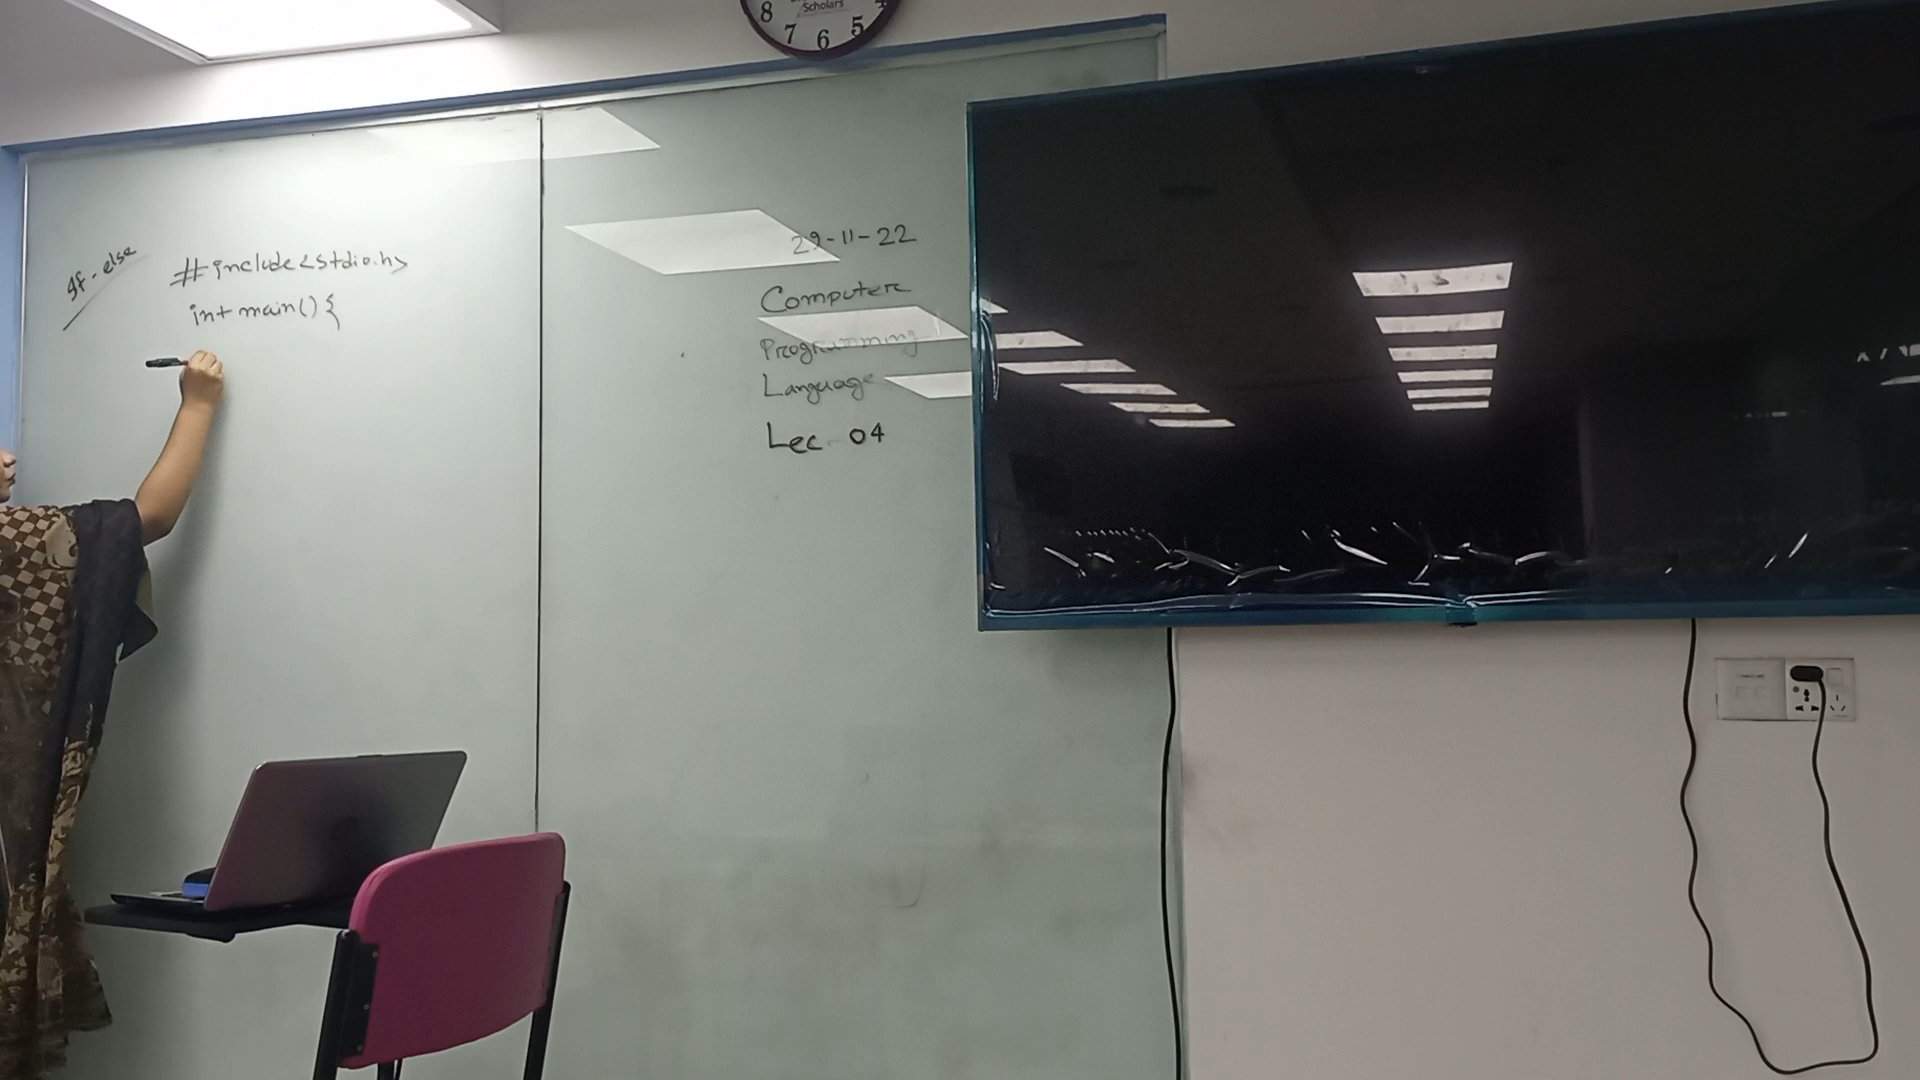 Scholars
8 7 6 5
If-else
#include<stdio.h>
int main() {
29-11-22
Computer
Programming
Language
Lec 04